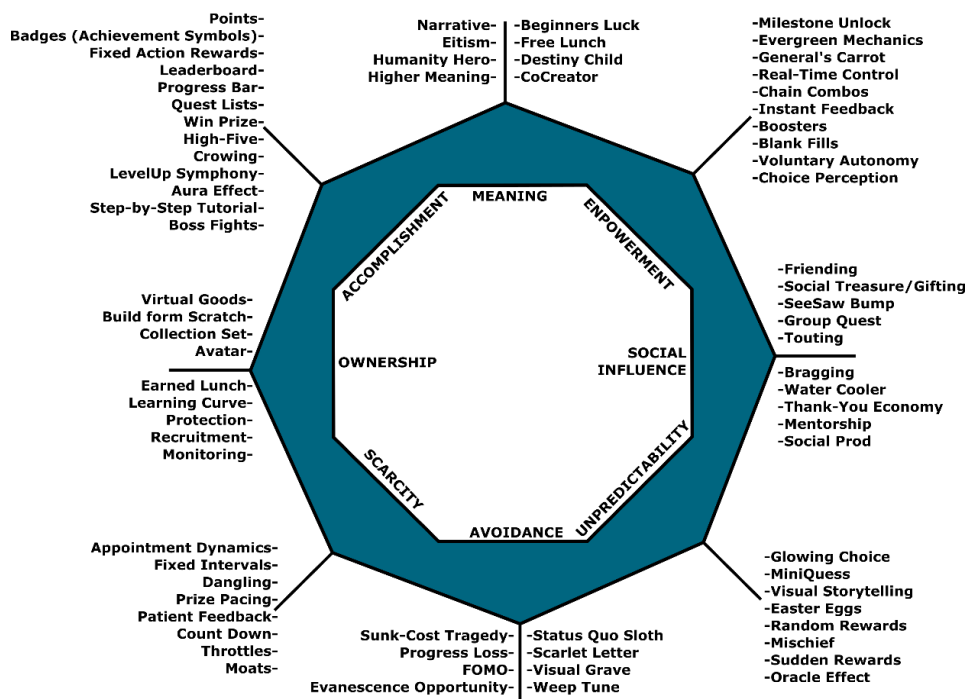 Points-
Badges (Achievement Symbols)-
Fixed Action Rewards-
Leaderboard-
Progress Bar-
Quest Lists-
Win Prize-
High-Five-
Crowing-
LevelUp Symphony-
Aura Effect-
Step-by-Step Tutorial-
Boss Fights-
Narrative-
Eitism-
Humanity Hero-
Higher Meaning-
-Beginners Luck
-Free Lunch
-Destiny Child
-CoCreator
-Milestone Unlock
-Evergreen Mechanics
-General's Carrot
-Real-Time Control
-Chain Combos
-Instant Feedback
-Boosters
-Blank Fills
-Voluntary Autonomy
-Choice Perception
ACCOMPLISHMENT
MEANING
ENPOWERMENT
Virtual Goods-
Build form Scratch-
Collection Set-
Avatar-
Earned Lunch-
Learning Curve-
Protection-
Recruitment-
Monitoring-
OWNERSHIP
SOCIAL
INFLUENCE
-Friending
-Social Treasure/Gifting
-SeeSaw Bump
-Group Quest
-Touting
-Bragging
-Water Cooler
-Thank-You Economy
-Mentorship
-Social Prod
SCARCITY
AVOIDANCE
UNPREDICTABILITY
Appointment Dynamics-
Fixed Intervals-
Dangling-
Prize Pacing-
Patient Feedback-
Count Down-
Throttles-
Moats-
Sunk-Cost Tragedy-
Progress Loss-
FOMO-
Evanescence Opportunity-
-Status Quo Sloth
-Scarlet Letter
-Visual Grave
-Weep Tune
-Glowing Choice
-MiniQuess
-Visual Storytelling
-Easter Eggs
-Random Rewards
-Mischief
-Sudden Rewards
-Oracle Effect